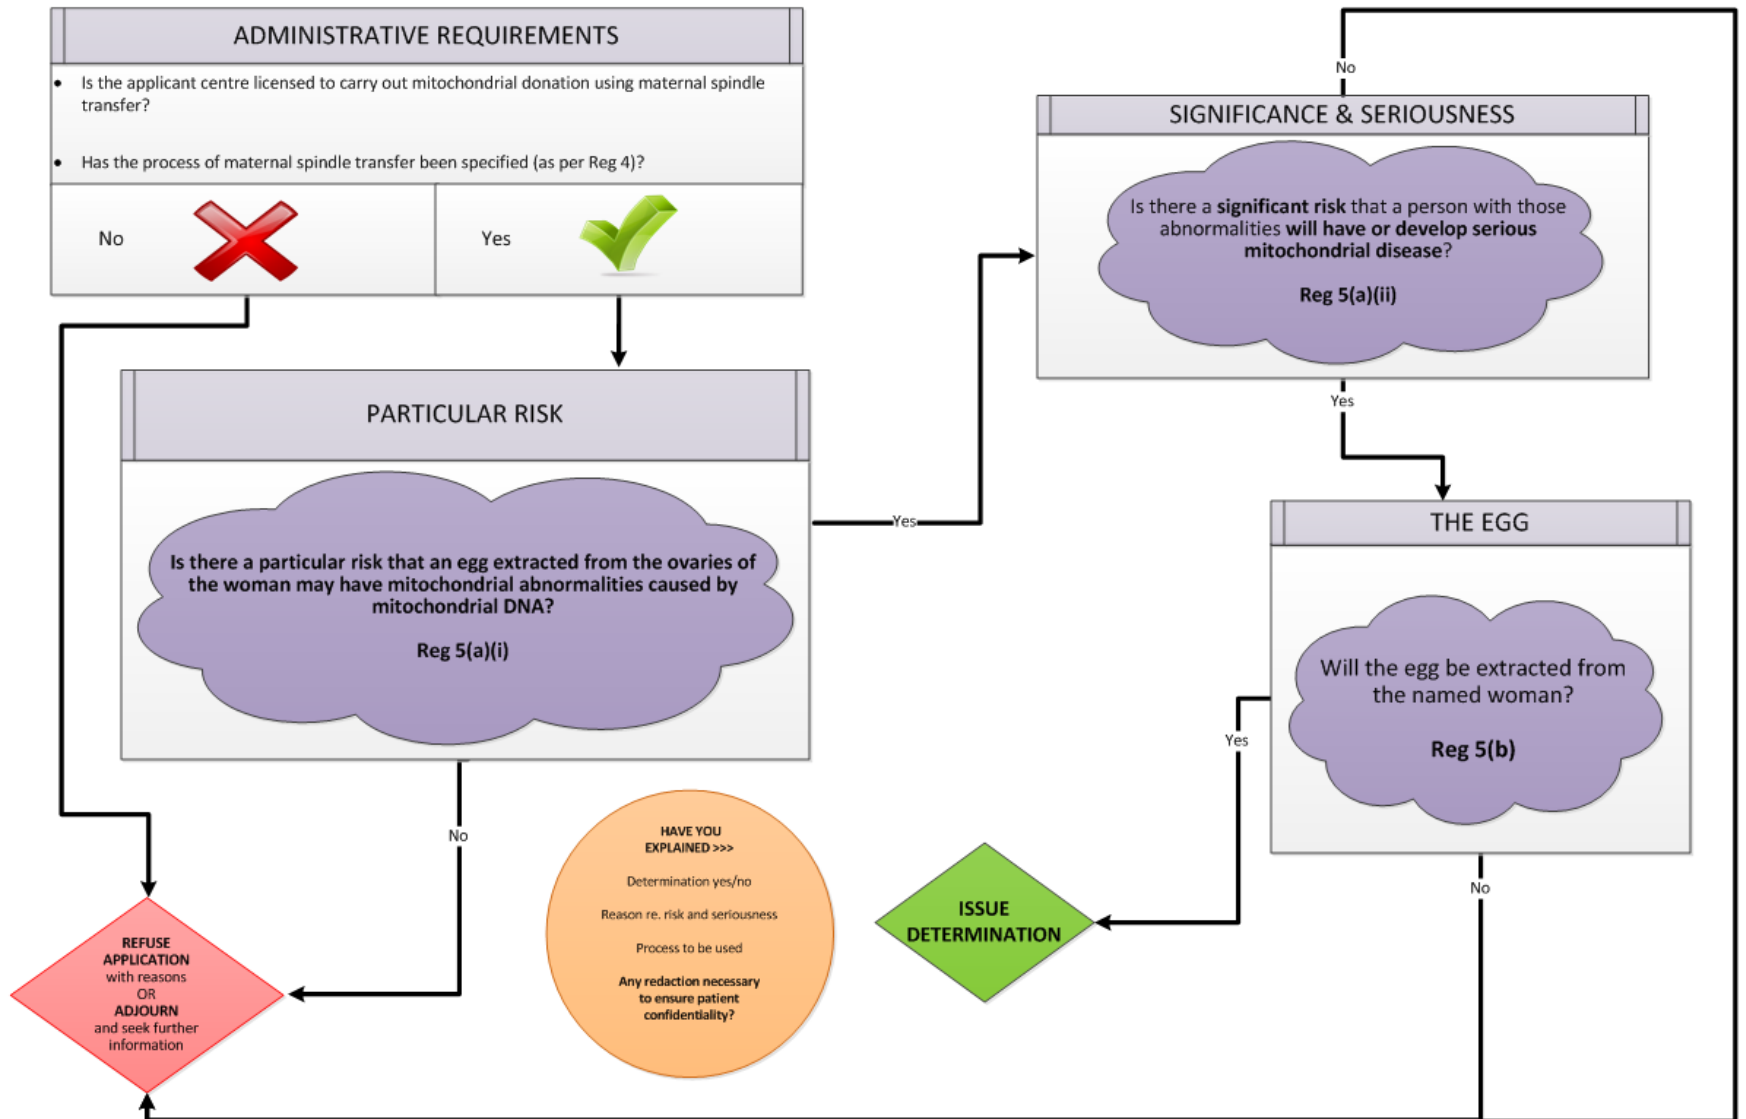 ADMINISTRATIVE REQUIREMENTS
• Is the applicant centre licensed to carry out mitochondrial donation using maternal spindle
transfer?
• Has the process of maternal spindle transfer been specified (as per Reg 4)?
No
Yes
PARTICULAR RISK
Is there a particular risk that an egg extracted from the ovaries of
the woman may have mitochondrial abnormalities caused by
mitochondrial DNA?
Reg 5(a)(i)
Yes
No
No
SIGNIFICANCE & SERIOUSNESS
Is there a significant risk that a person with those
abnormalities will have or develop serious
mitochondrial disease?
Reg 5(a)(ii)
Yes
THE EGG
Will the egg be extracted from
the named woman?
Reg 5(b)
Yes
No
REFUSE
APPLICATION
with reasons
OR
ADJOURN
and seek further
information
HAVE YOU
EXPLAINED >>>
Determination yes/no
Reason re. risk and seriousness
Process to be used
Any redaction necessary
to ensure patient
confidentiality?
ISSUE
DETERMINATION